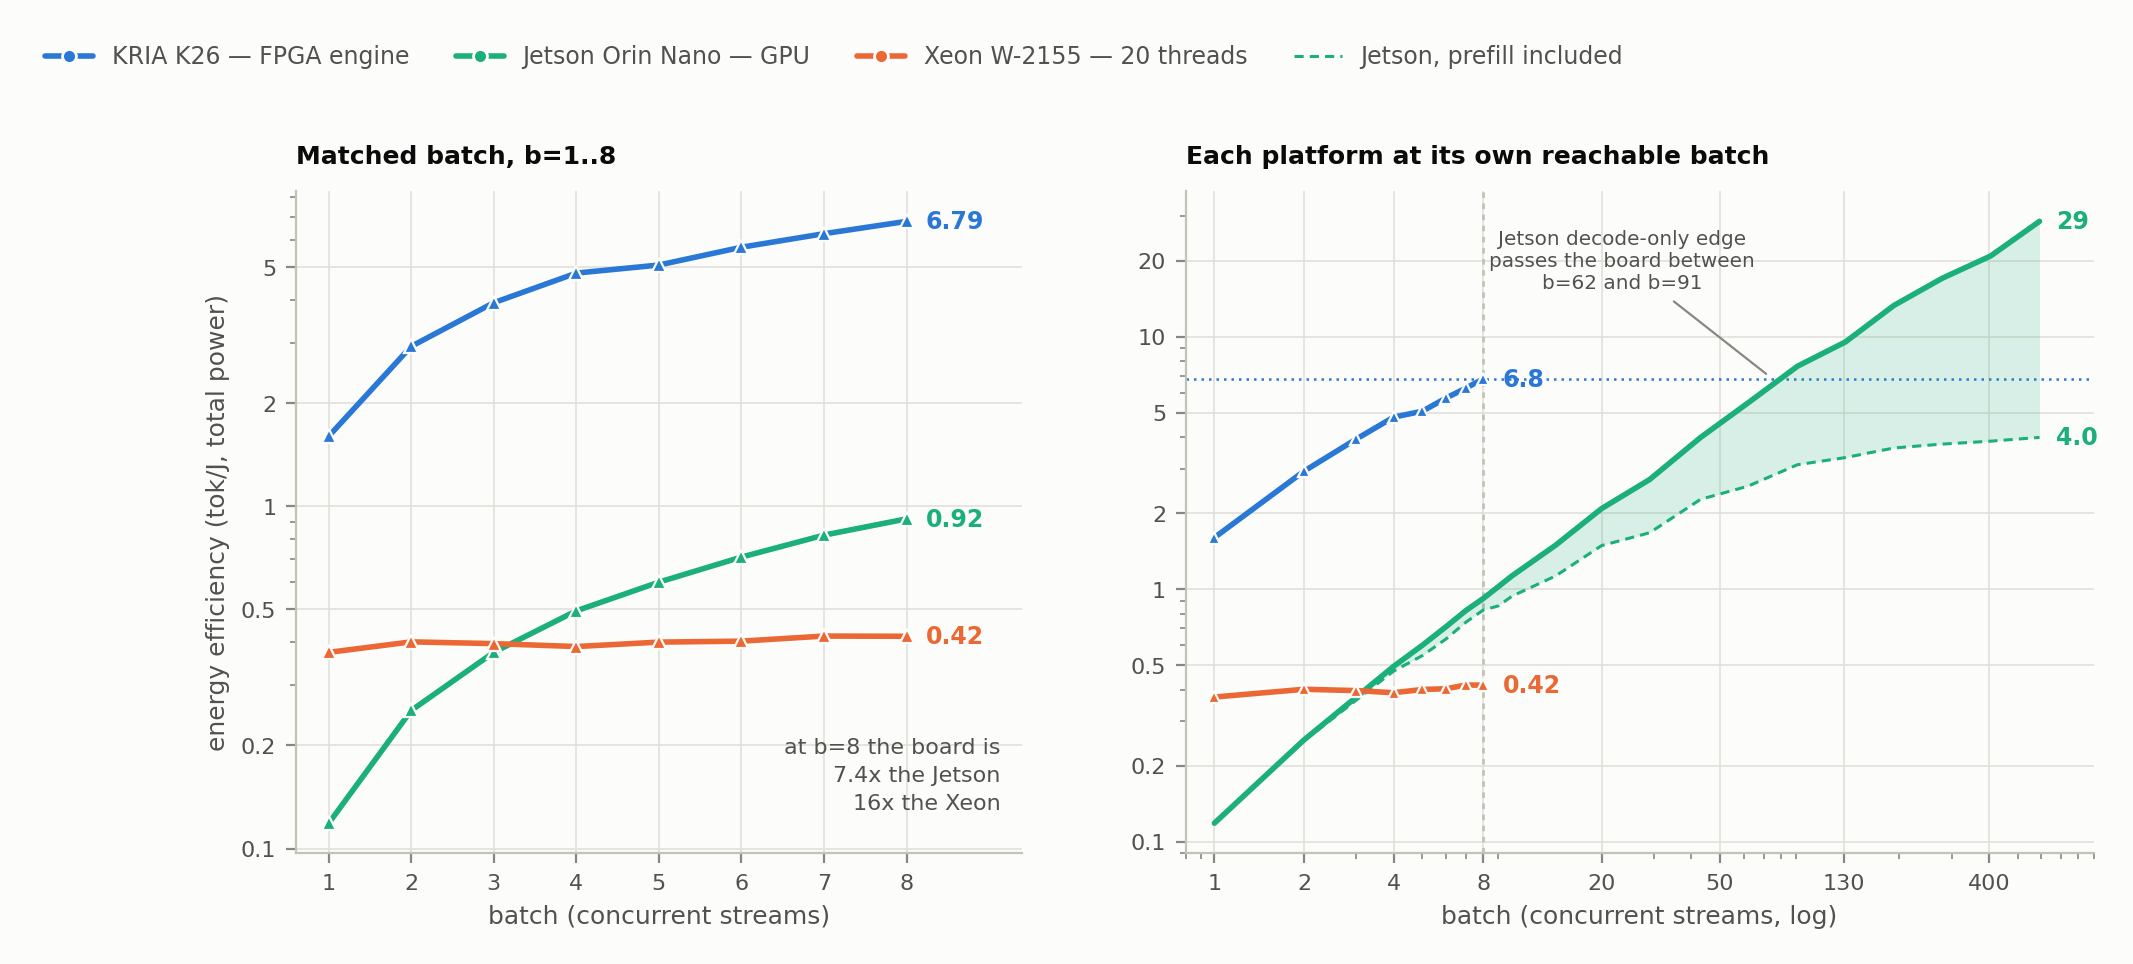 KRIA K26 — FPGA engine
Jetson Orin Nano — GPU
Xeon W-2155 — 20 threads
Jetson, prefill included
Matched batch, b=1..8
energy efficiency (tok/J, total power)
5
2
1
0.5
0.2
0.1
6.79
0.92
0.42
at b=8 the board is
7.4x the Jetson
16x the Xeon
1 2 3 4 5 6 7 8
batch (concurrent streams)
Each platform at its own reachable batch
20
10
5
2
1
0.5
0.2
0.1
Jetson decode-only edge
passes the board between
b=62 and b=91
29
6.8
4.0
0.42
1 2 4 8 20 50 130 400
batch (concurrent streams, log)